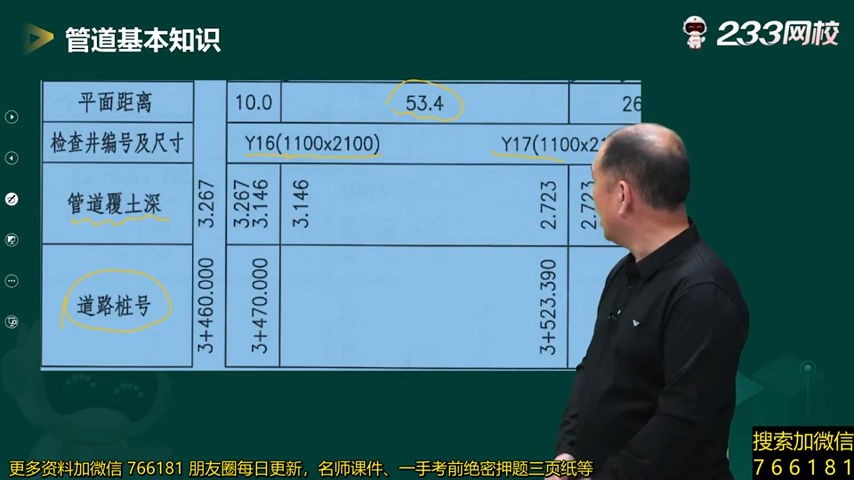 管道基本知识
233网校
平面距离 10.0 53.4 26
检查井编号及尺寸 Y16(1100x2100) Y17(1100x2
管道覆土深 3.267 3.267 3.146 3.146 2.723 2.723
道路桩号 3+460.000 3+470.000 3+523.390
搜索加微信
766181
更多资料加微信 766181 朋友圈每日更新，名师课件、一手考前绝密押题三页纸等